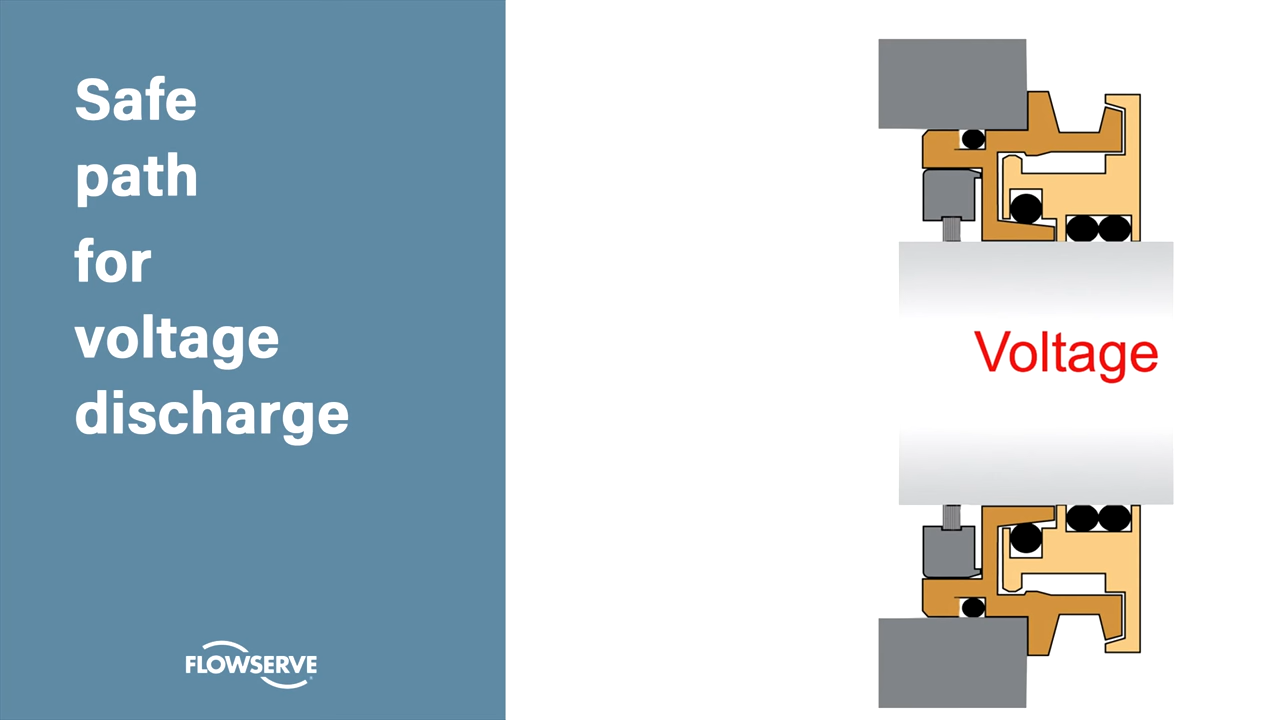 Safe
path
for
voltage
discharge
Voltage
FLOWSERVE